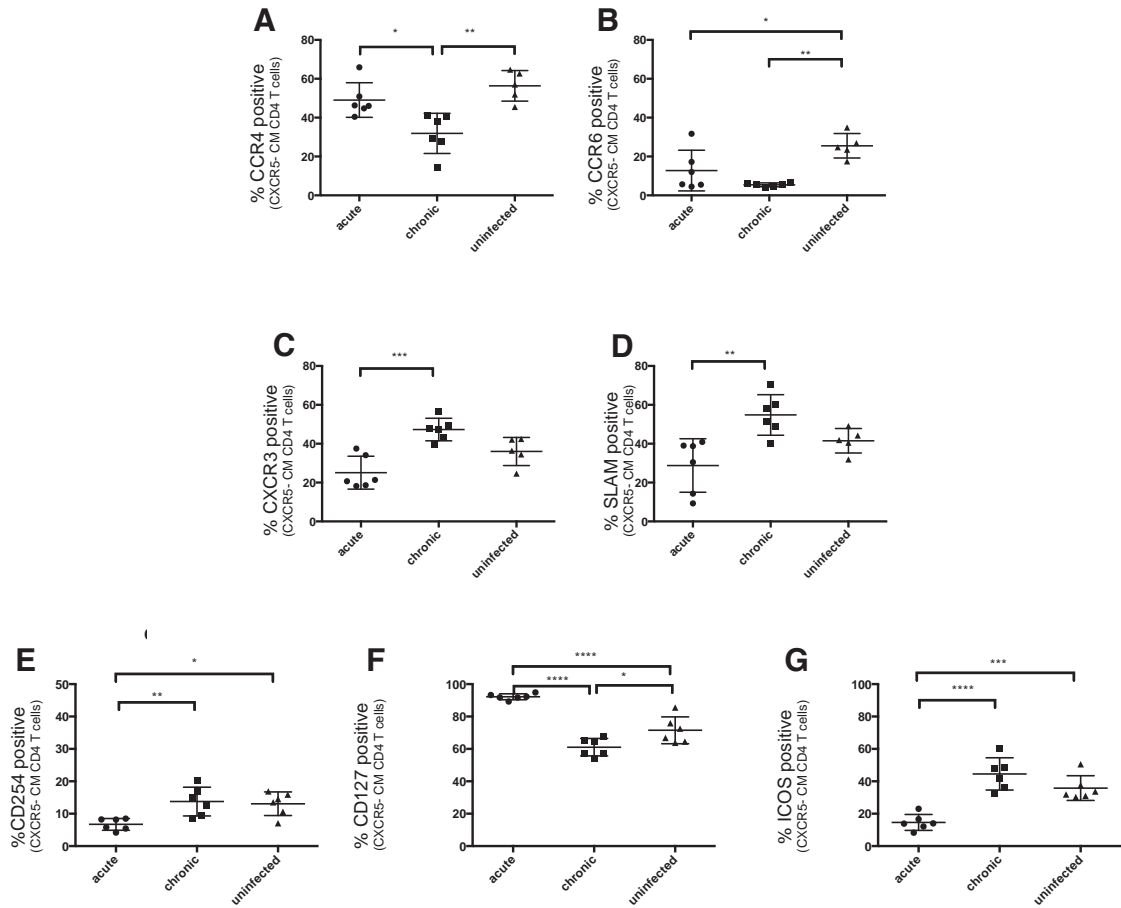 A
B
* **
*
**
80
60
40
20
0
% CCR4 positive
(CXCR5- CM CD4 T cells)
acute
chronic
uninfected
80
60
40
20
0
% CCR6 positive
(CXCR5- CM CD4 T cells)
acute
chronic
uninfected
C
D
***
**
80
60
40
20
0
% CXCR3 positive
(CXCR5- CM CD4 T cells)
acute
chronic
uninfected
80
60
40
20
0
% SLAM positive
(CXCR5- CM CD4 T cells)
acute
chronic
uninfected
E
F
G
*
**
50
40
30
20
10
0
%CD254 positive
(CXCR5- CM CD4 T cells)
acute
chronic
uninfected
****
**** *
100
80
60
40
20
0
% CD127 positive
(CXCR5- CM CD4 T cells)
acute
chronic
uninfected
***
****
100
80
60
40
20
0
% ICOS positive
(CXCR5- CM CD4 T cells)
acute
chronic
uninfected